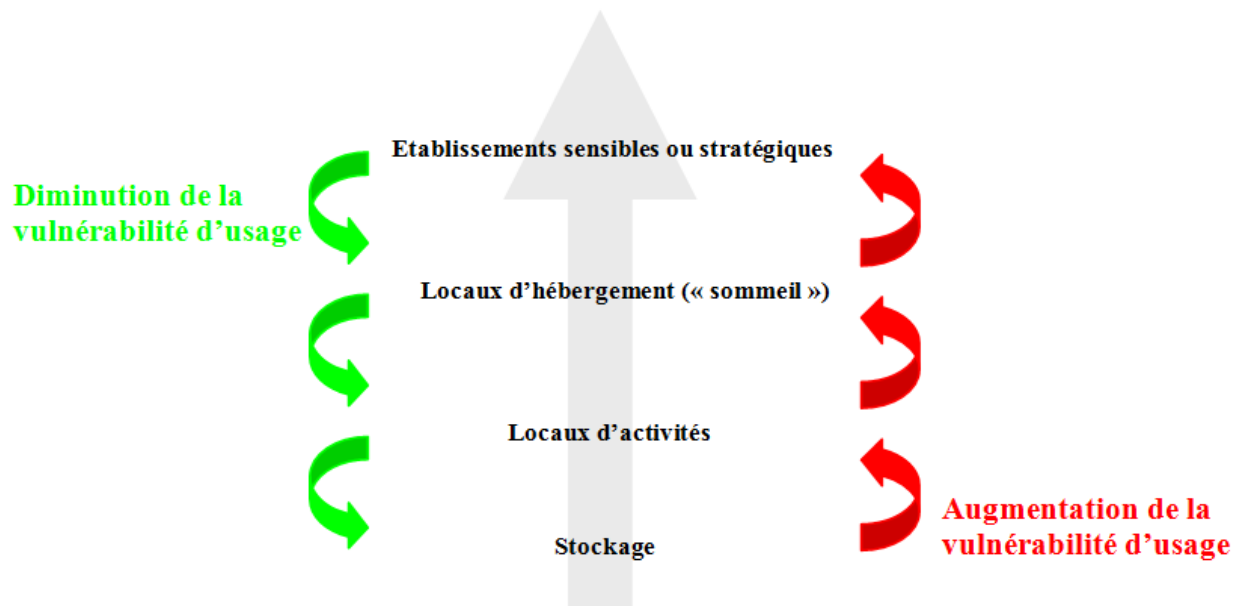 Etablissements sensibles ou stratégiques
Diminution de la
vulnérabilité d’usage
Locaux d’hébergement (« sommeil »)
Locaux d’activités
Augmentation de la
vulnérabilité d’usage
Stockage